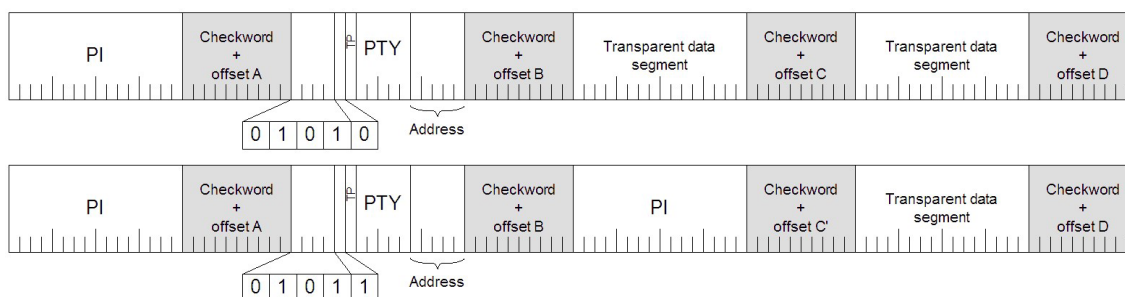 PI
Checkword
+
offset A
TP
PTY
Checkword
+
offset B
Transparent data
segment
Checkword
+
offset C
Transparent data
segment
Checkword
+
offset D
0 1 0 1 0
Address
PI
Checkword
+
offset A
TP
PTY
Checkword
+
offset B
PI
Checkword
+
offset C'
Transparent data
segment
Checkword
+
offset D
0 1 0 1 1
Address